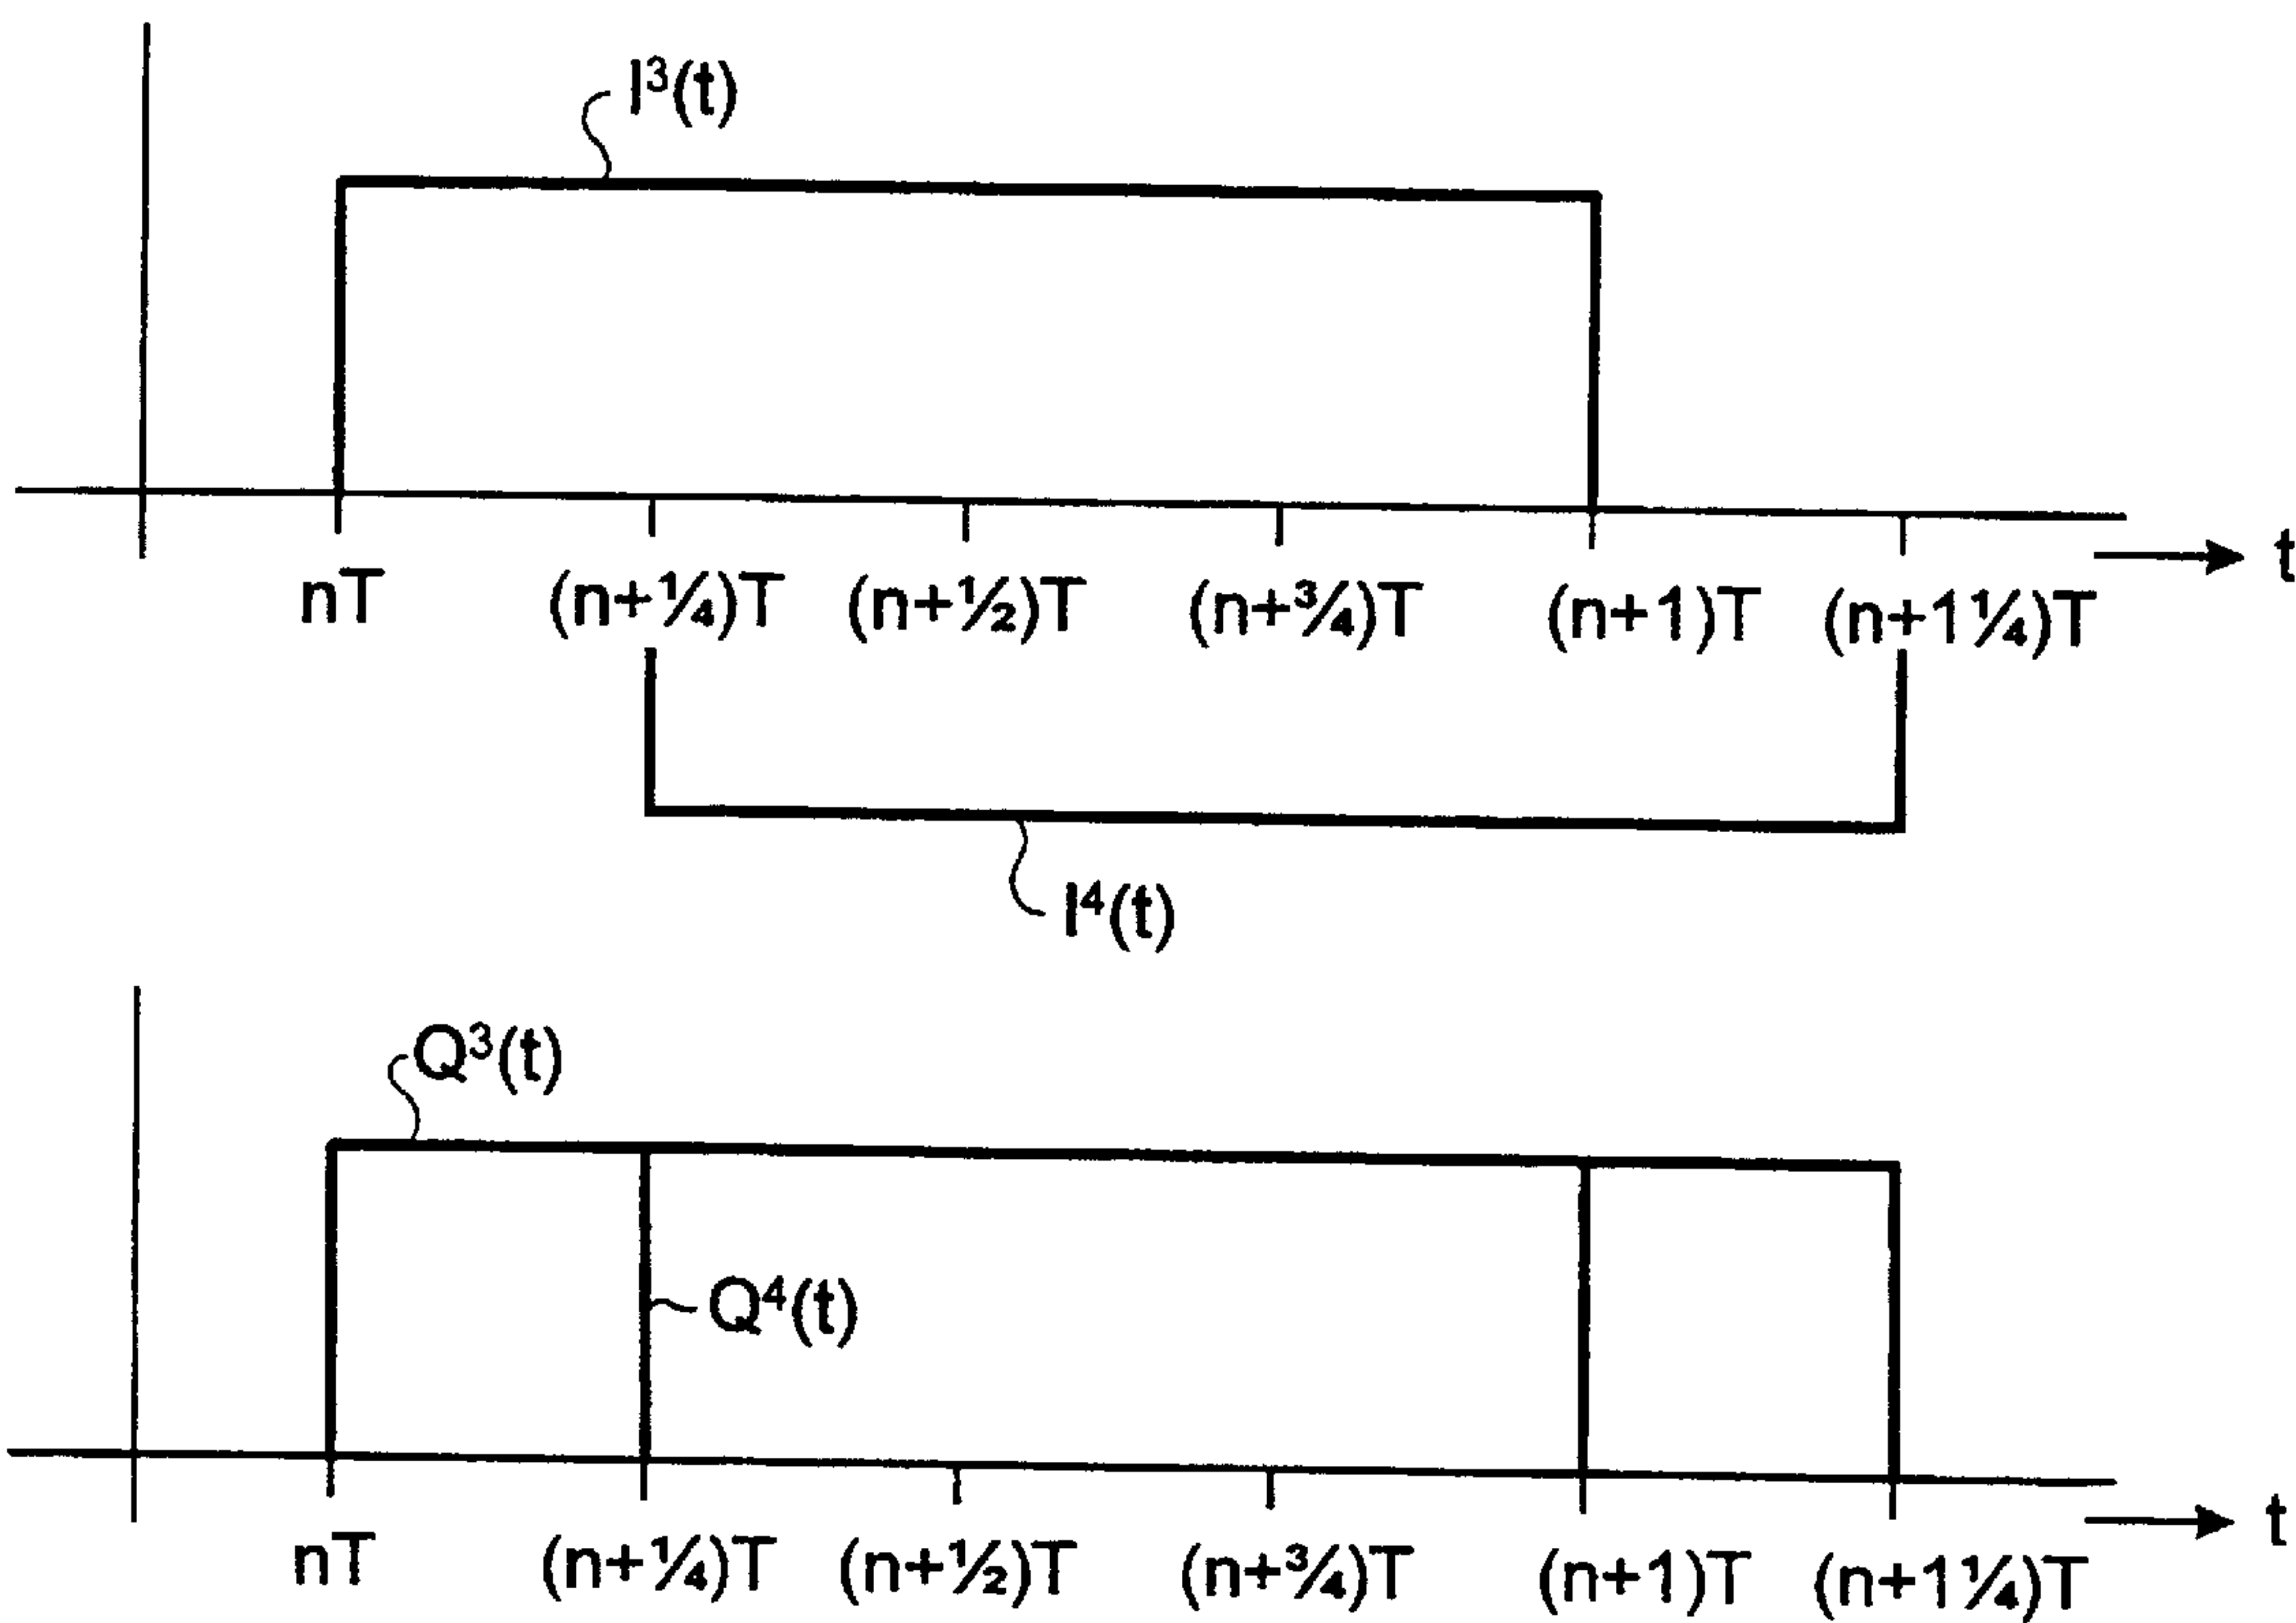 I³(t)
nT (n+¼)T (n+½)T (n+¾)T (n+1)T (n+1¼)T t
I⁴(t)
Q³(t)
Q⁴(t)
nT (n+¼)T (n+½)T (n+¾)T (n+1)T (n+1¼)T t